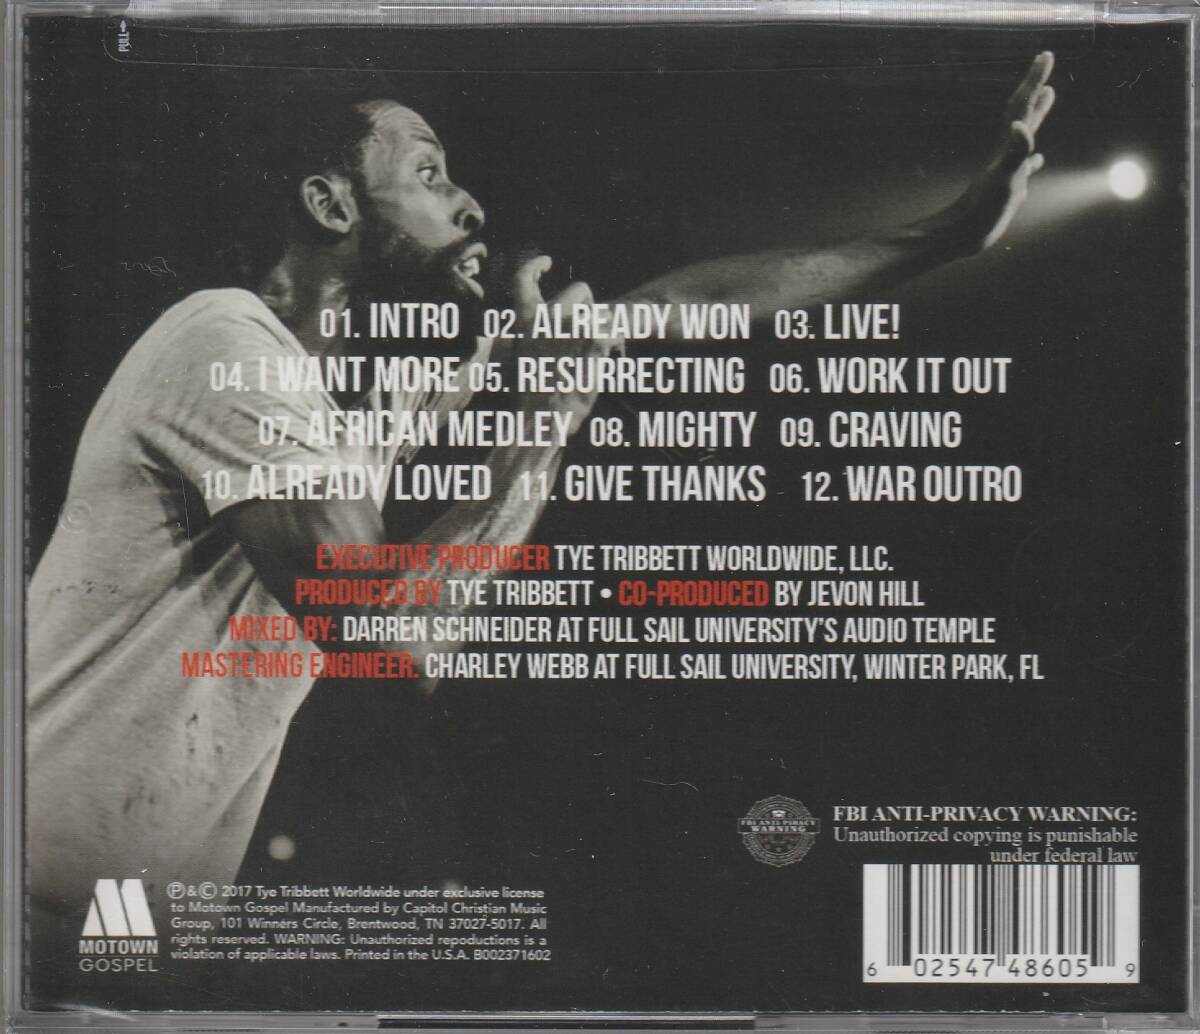 PULL
01. INTRO 02. ALREADY WON 03. LIVE!
04. I WANT MORE 05. RESURRECTING 06. WORK IT OUT
07. AFRICAN MEDLEY 08. MIGHTY 09. CRAVING
10. ALREADY LOVED 11. GIVE THANKS 12. WAR OUTRO
EXECUTIVE PRODUCER TYE TRIBBETT WORLDWIDE, LLC.
PRODUCED BY TYE TRIBBETT • CO-PRODUCED BY JEVON HILL
MIXED BY: DARREN SCHNEIDER AT FULL SAIL UNIVERSITY'S AUDIO TEMPLE
MASTERING ENGINEER: CHARLEY WEBB AT FULL SAIL UNIVERSITY, WINTER PARK, FL
FBI ANTI-PIRACY
WARNING
FBI ANTI-PRIVACY WARNING:
Unauthorized copying is punishable
under federal law
MOTOWN
GOSPEL
Ⓟ & © 2017 Tye Tribbett Worldwide under exclusive license
to Motown Gospel Manufactured by Capitol Christian Music
Group, 101 Winners Circle, Brentwood, TN 37027-5017. All
rights reserved. WARNING: Unauthorized repoductions is a
violation of applicable laws. Printed in the U.S.A. B002371602
6 02547 48605 9